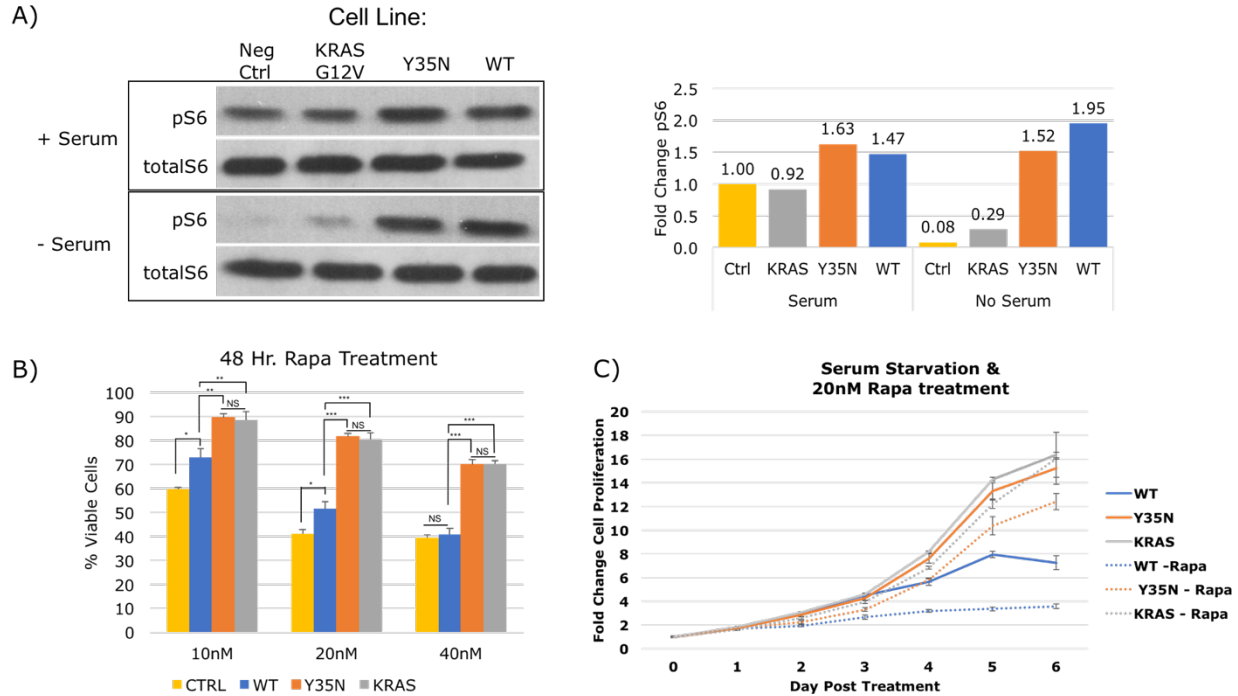 A)
Cell Line:
Neg Ctrl KRAS G12V Y35N WT
+ Serum
pS6
totalS6
- Serum
pS6
totalS6
Fold Change pS6
2.5
2.0
1.5
1.0
0.5
0.0
1.00 0.92 1.63 1.47 0.08 0.29 1.52 1.95
Ctrl KRAS Y35N WT Ctrl KRAS Y35N WT
Serum No Serum
B)
48 Hr. Rapa Treatment
% Viable Cells
100
90
80
70
60
50
40
30
20
10
0
* ** ** NS
* *** *** NS
NS *** *** NS
10nM 20nM 40nM
CTRL WT Y35N KRAS
C)
Serum Starvation &
20nM Rapa treatment
Fold Change Cell Proliferation
20
18
16
14
12
10
8
6
4
2
0
0 1 2 3 4 5 6
Day Post Treatment
WT
Y35N
KRAS
WT -Rapa
Y35N - Rapa
KRAS - Rapa